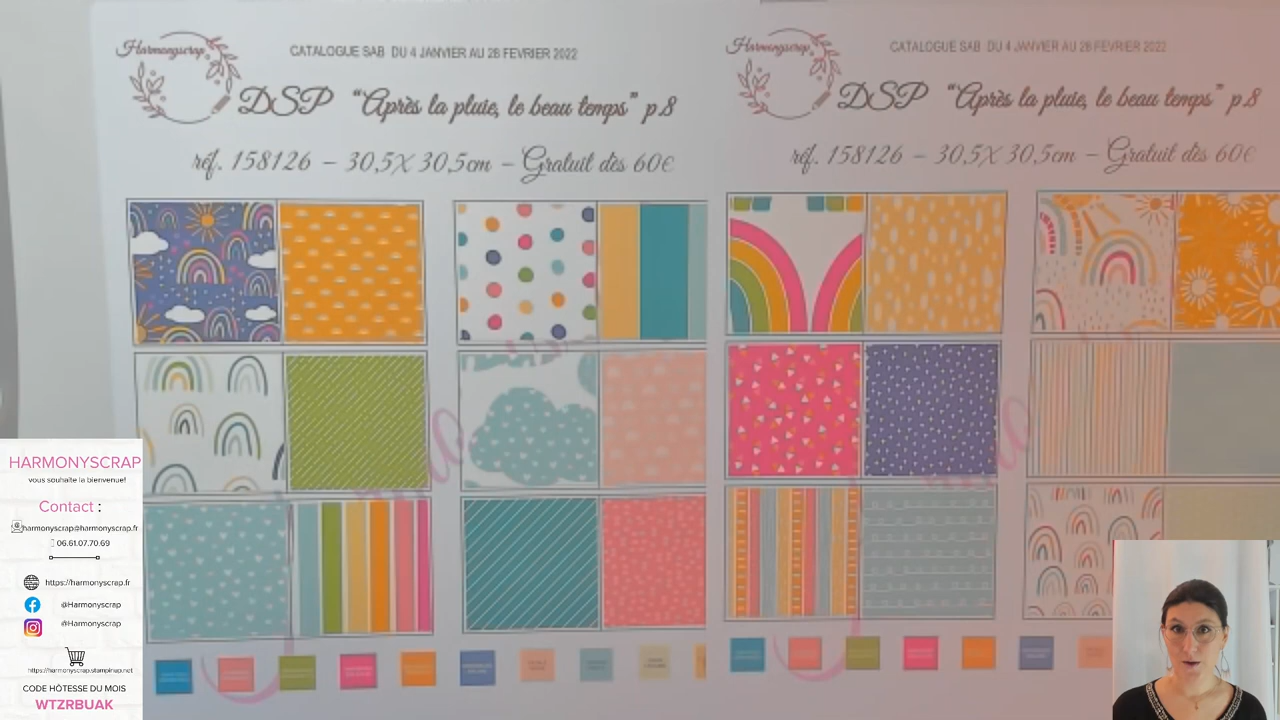 Harmonyscrap
CATALOGUE SAB DU 4 JANVIER AU 28 FEVRIER 2022
DSP “Après la pluie, le beau temps” p.8
réf. 158126 – 30,5X 30,5cm – Gratuit dès 60€
Harmonyscrap
CATALOGUE SAB DU 4 JANVIER AU 28 FEVRIER 2022
DSP “Après la pluie, le beau temps” p.8
réf. 158126 – 30,5X 30,5cm – Gratuit dès 60€
HARMONYSCRAP
vous souhaite la bienvenue!
Contact :
harmonyscrap@harmonyscrap.fr
06.61.07.70.69
https://harmonyscrap.fr
@Harmonyscrap
@Harmonyscrap
https://harmonyscrap.stampinap.net
CODE HÔTESSE DU MOIS
WTZRBUAK